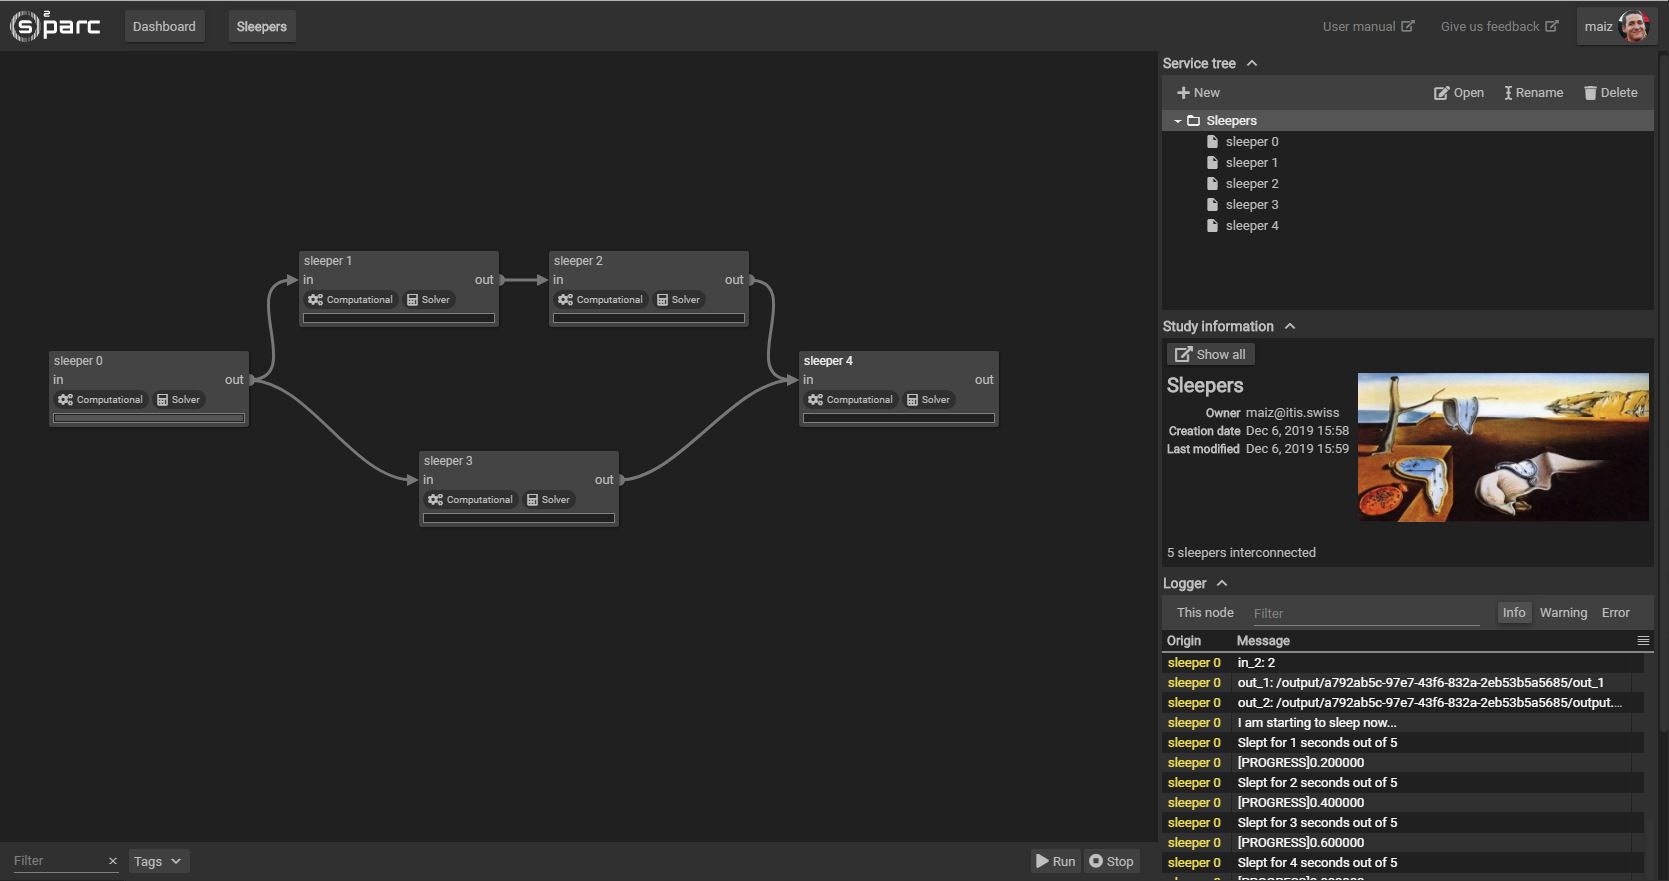 s2parc
Dashboard
Sleepers
User manual
Give us feedback
maiz
sleeper 0
in
out
Computational
Solver
sleeper 1
in
out
Computational
Solver
sleeper 2
in
out
Computational
Solver
sleeper 3
in
out
Computational
Solver
sleeper 4
in
out
Computational
Solver
Filter
Tags
Run
Stop
Service tree
New
Open
Rename
Delete
Sleepers
sleeper 0
sleeper 1
sleeper 2
sleeper 3
sleeper 4
Study information
Show all
Sleepers
Owner maiz@itis.swiss
Creation date Dec 6, 2019 15:58
Last modified Dec 6, 2019 15:59
5 sleepers interconnected
Logger
This node
Filter
Info
Warning
Error
Origin Message
sleeper 0 in_2: 2
sleeper 0 out_1: /output/a792ab5c-97e7-43f6-832a-2eb53b5a5685/out_1
sleeper 0 out_2: /output/a792ab5c-97e7-43f6-832a-2eb53b5a5685/output....
sleeper 0 I am starting to sleep now...
sleeper 0 Slept for 1 seconds out of 5
sleeper 0 [PROGRESS]0.200000
sleeper 0 Slept for 2 seconds out of 5
sleeper 0 [PROGRESS]0.400000
sleeper 0 Slept for 3 seconds out of 5
sleeper 0 [PROGRESS]0.600000
sleeper 0 Slept for 4 seconds out of 5